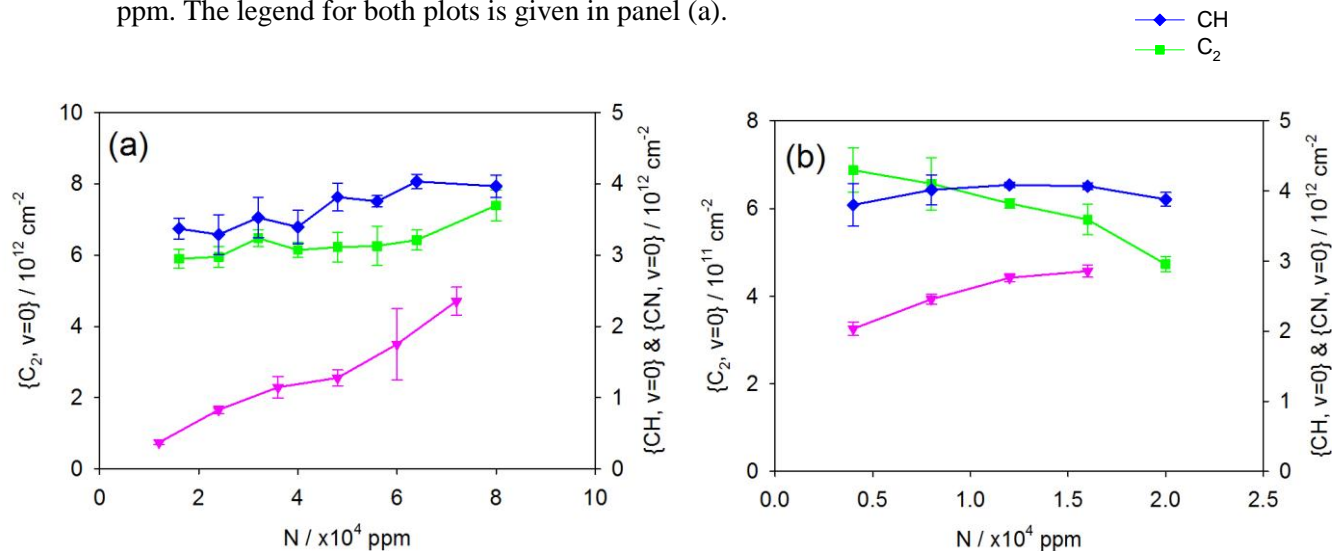 ppm. The legend for both plots is given in panel (a).
CH
C2
(a)
10
8
6
4
2
0
{C2, v=0} / 10^12 cm^-2
5
4
3
2
1
0
{CH, v=0} & {CN, v=0} / 10^12 cm^-2
0 2 4 6 8 10
N / x10^4 ppm
(b)
8
6
4
2
0
{C2, v=0} / 10^11 cm^-2
5
4
3
2
1
0
{CH, v=0} & {CN, v=0} / 10^12 cm^-2
0.0 0.5 1.0 1.5 2.0 2.5
N / x10^4 ppm